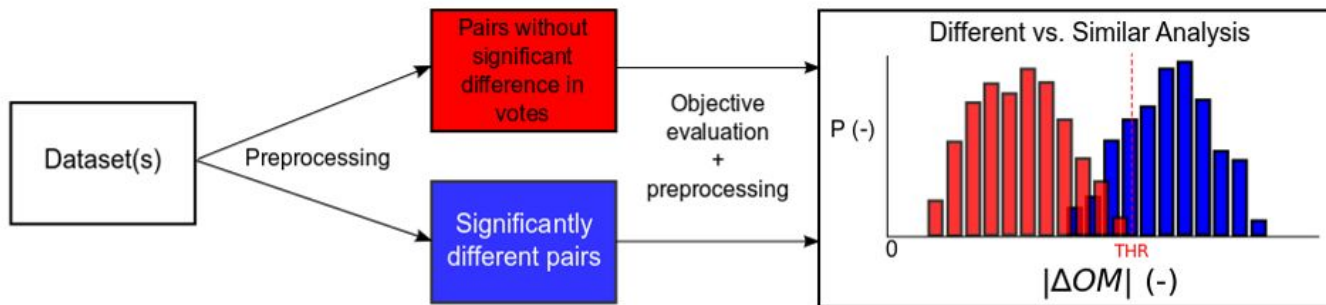 Dataset(s)
Preprocessing
Pairs without
significant
difference in
votes
Significantly
different pairs
Objective
evaluation
+
preprocessing
Different vs. Similar Analysis
P (-)
0
THR
|ΔOM| (-)